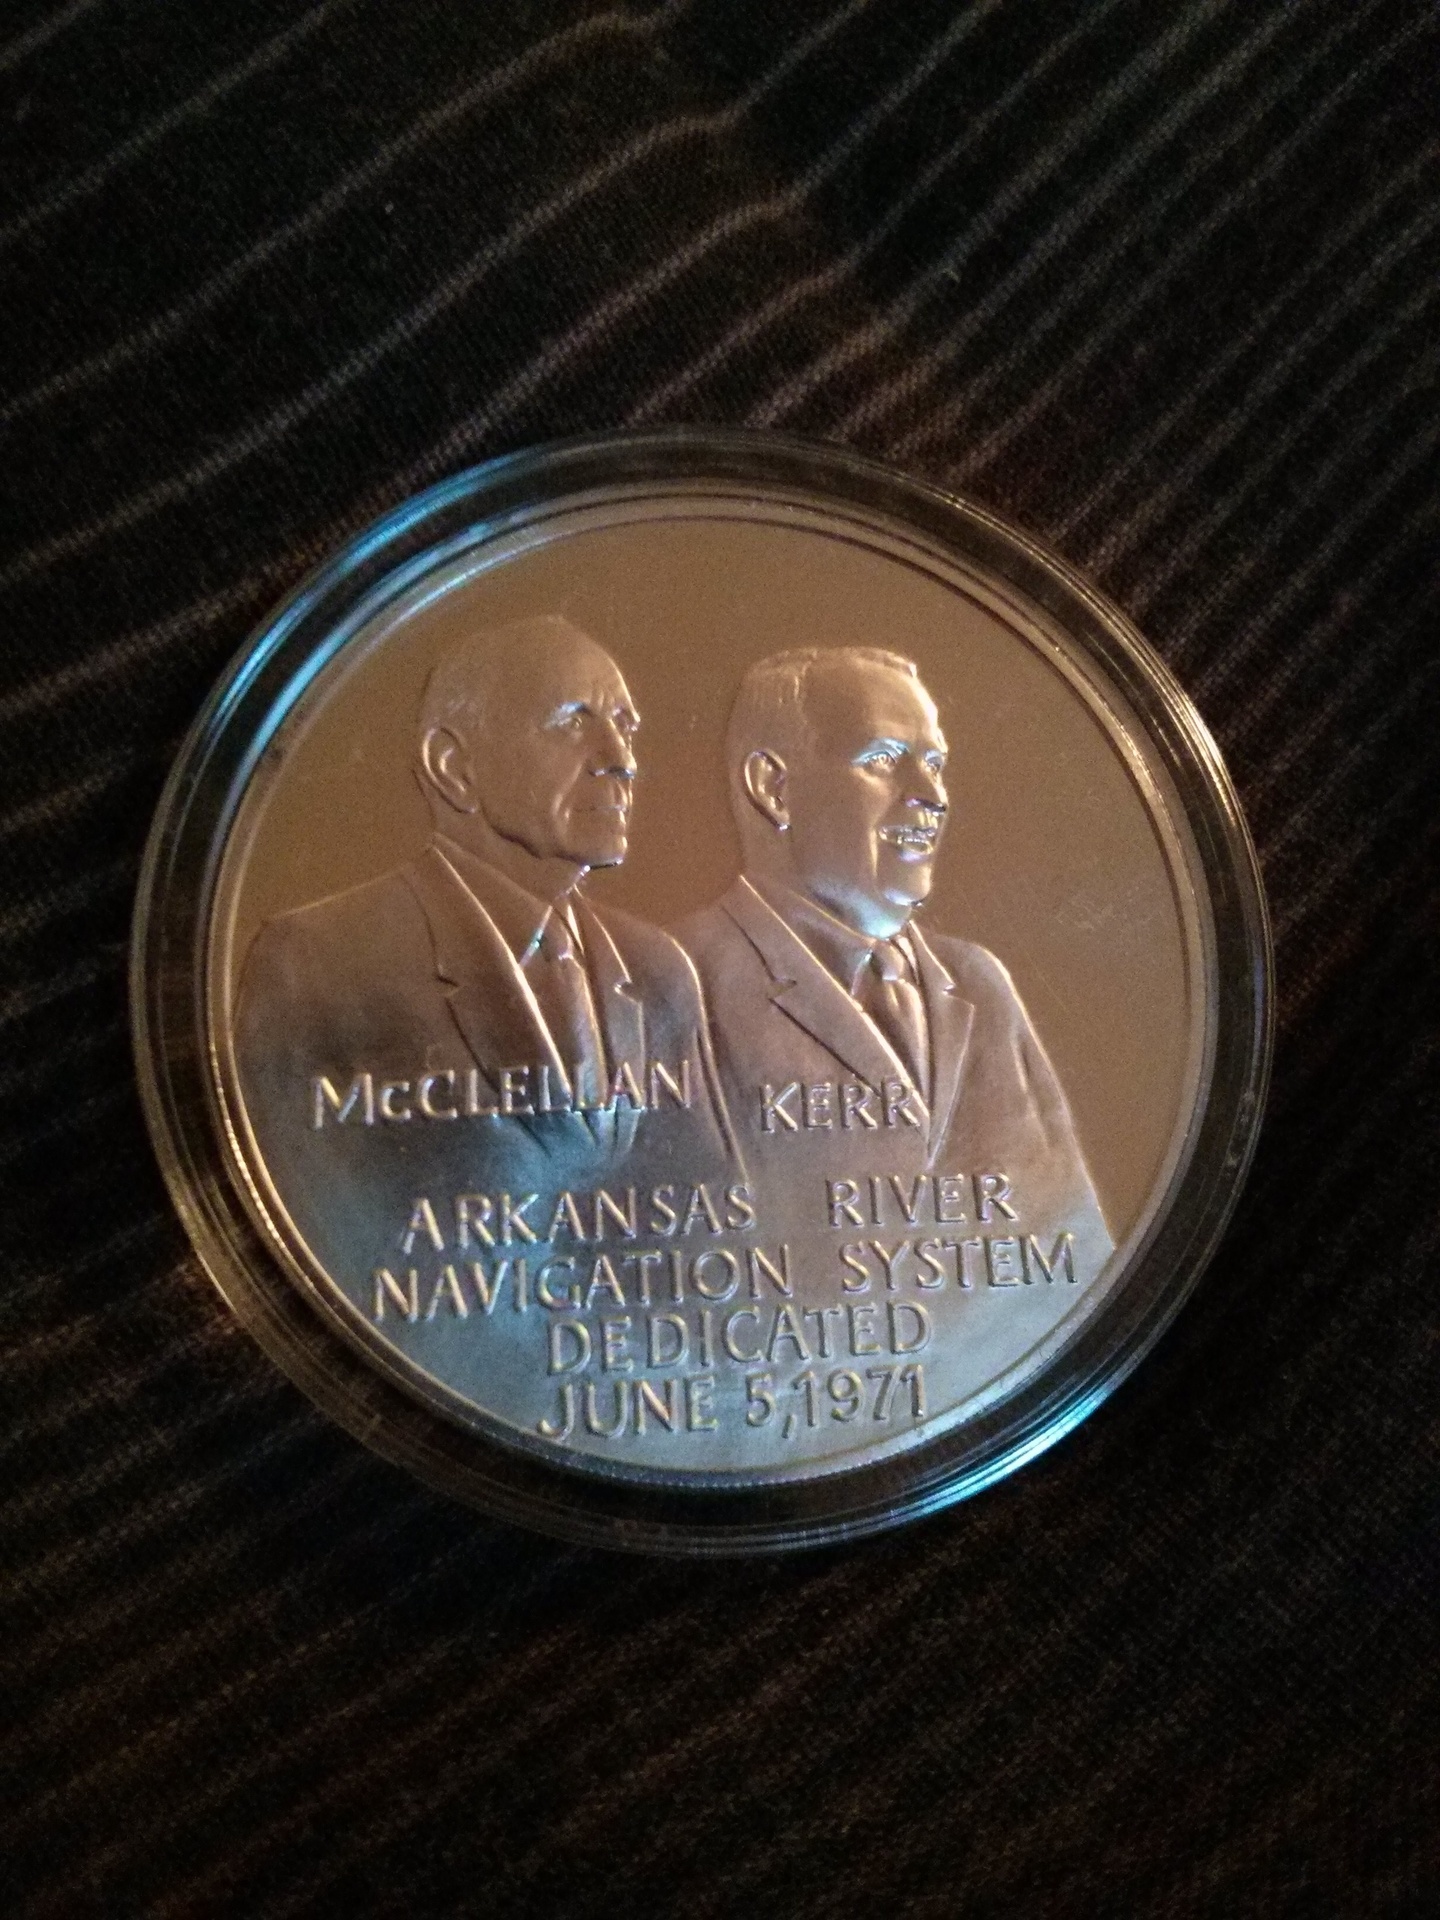 McCLELLAN KERR
ARKANSAS RIVER
NAVIGATION SYSTEM
DEDICATED
JUNE 5,1971